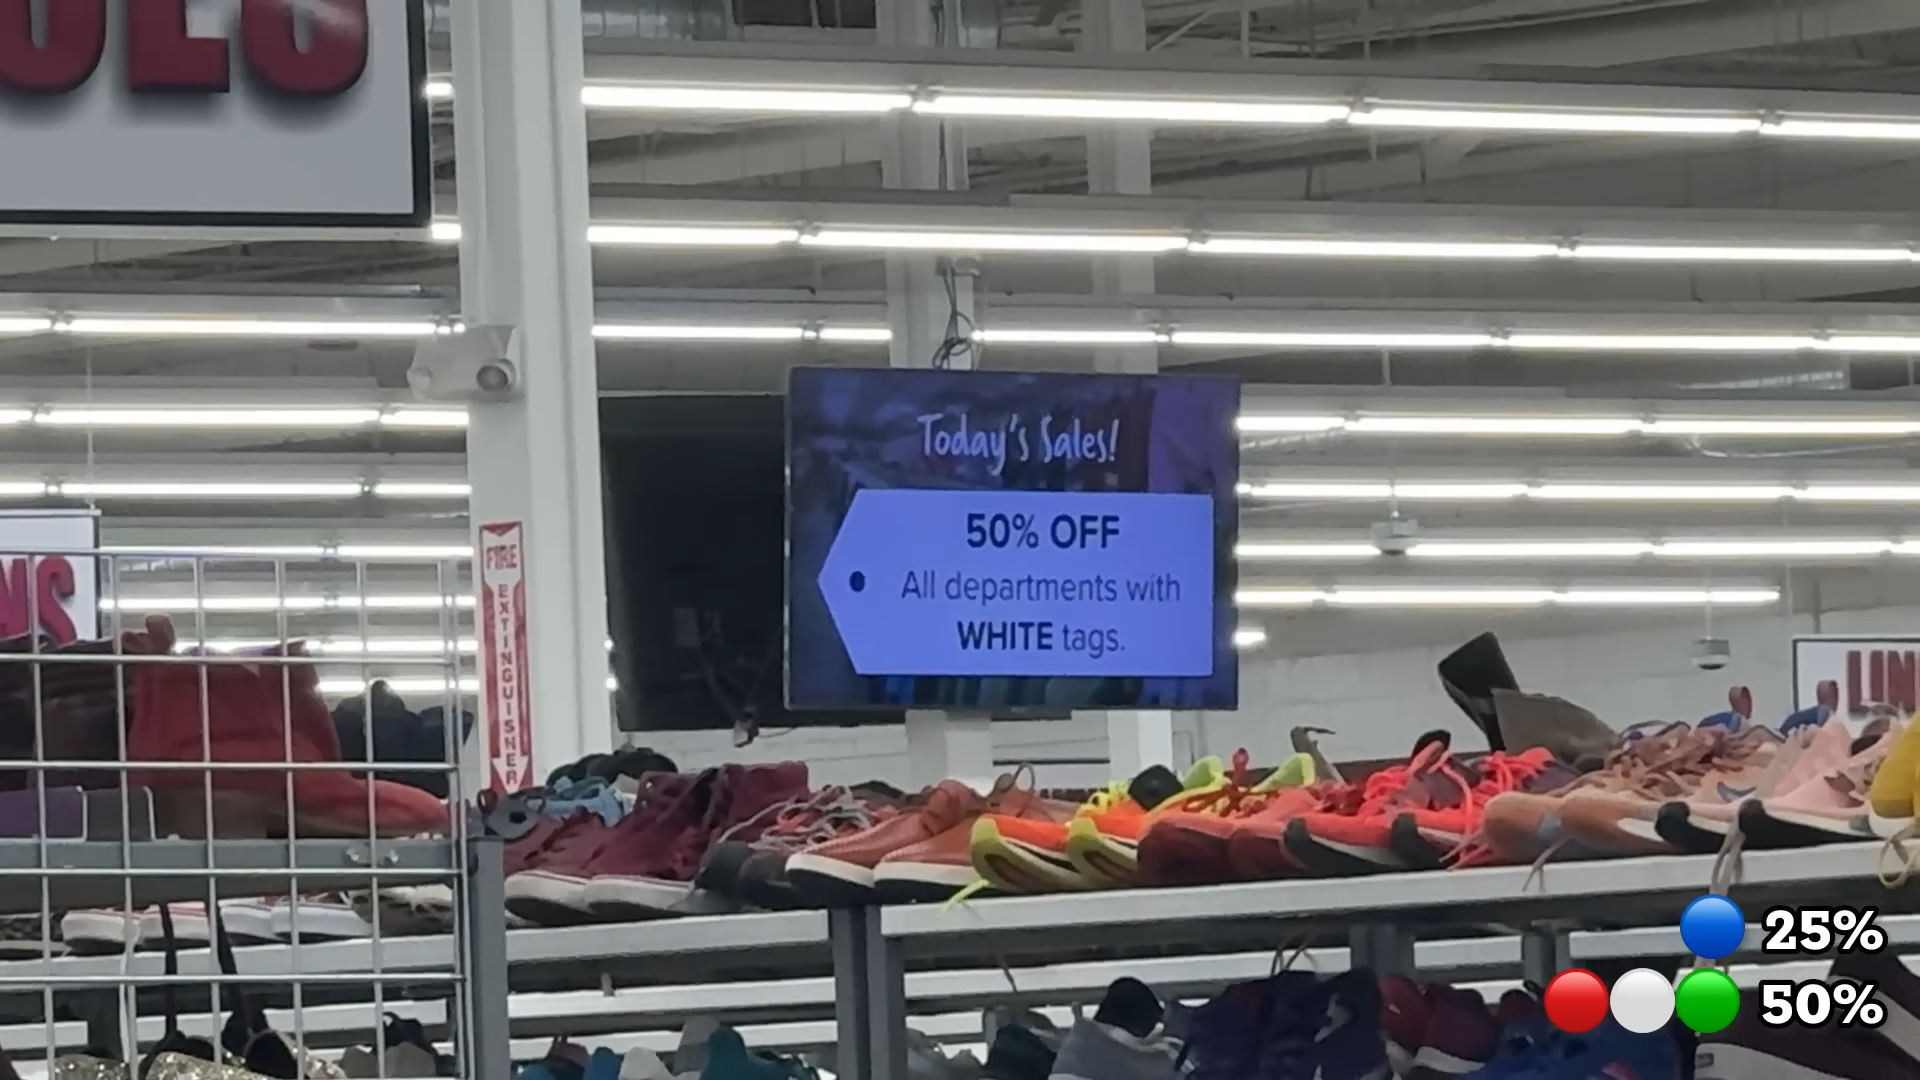 FIRE
EXTINGUISHER
Today's Sales!
50% OFF
All departments with
WHITE tags.
25%
50%